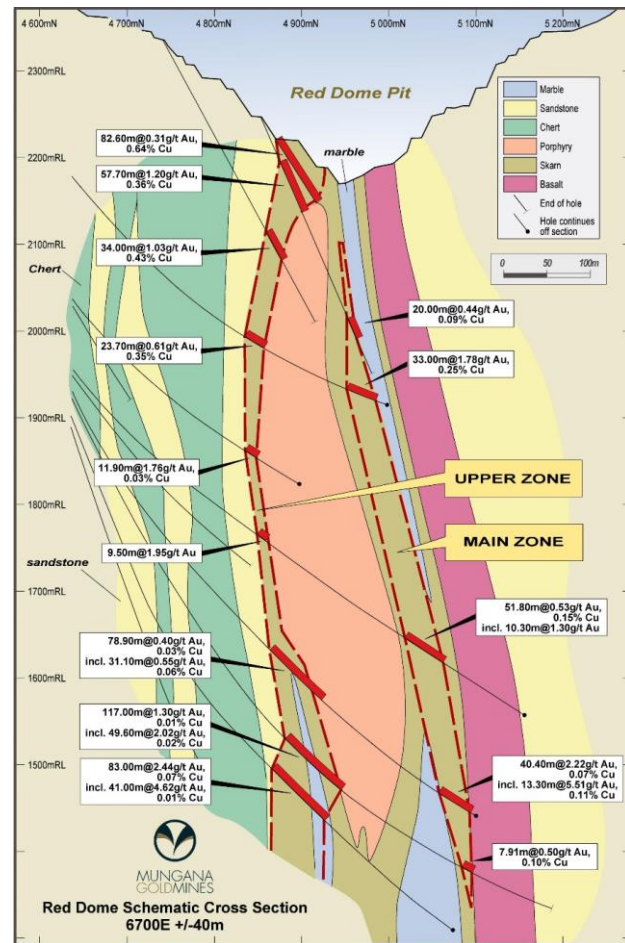 4 600mN
4 700mN
4 800mN
4 900mN
5 000mN
5 100mN
5 200mN
2300mRL
Red Dome Pit
Marble
Sandstone
Chert
Porphyry
Skarn
Basalt
End of hole
Hole continues
off section
0 50 100m
82.60m@0.31g/t Au,
0.64% Cu
marble
2200mRL
57.70m@1.20g/t Au,
0.36% Cu
34.00m@1.03g/t Au,
0.43% Cu
2100mRL
Chert
20.00m@0.44g/t Au,
0.09% Cu
2000mRL
23.70m@0.61g/t Au,
0.35% Cu
33.00m@1.78g/t Au,
0.25% Cu
1900mRL
11.90m@1.76g/t Au,
0.03% Cu
UPPER ZONE
1800mRL
MAIN ZONE
9.50m@1.95g/t Au
sandstone
1700mRL
51.80m@0.53g/t Au,
0.15% Cu
incl. 10.30m@1.30g/t Au
78.90m@0.40g/t Au,
0.03% Cu
incl. 31.10m@0.55g/t Au,
0.06% Cu
1600mRL
117.00m@1.30g/t Au,
0.01% Cu
incl. 49.60m@2.02g/t Au,
0.02% Cu
1500mRL
83.00m@2.44g/t Au,
0.07% Cu
incl. 41.00m@4.62g/t Au,
0.01% Cu
40.40m@2.22g/t Au,
0.07% Cu
incl. 13.30m@5.51g/t Au,
0.11% Cu
7.91m@0.50g/t Au,
0.10% Cu
MUNGANA
GOLDMINES
Red Dome Schematic Cross Section
6700E +/-40m